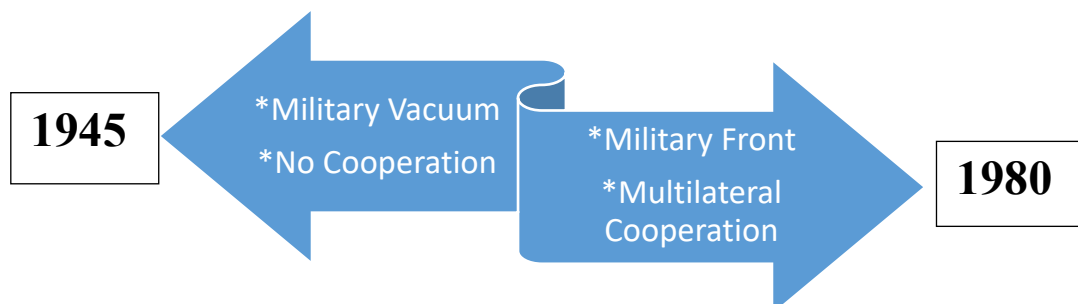 1945
*Military Vacuum
*No Cooperation
*Military Front
*Multilateral
Cooperation
1980